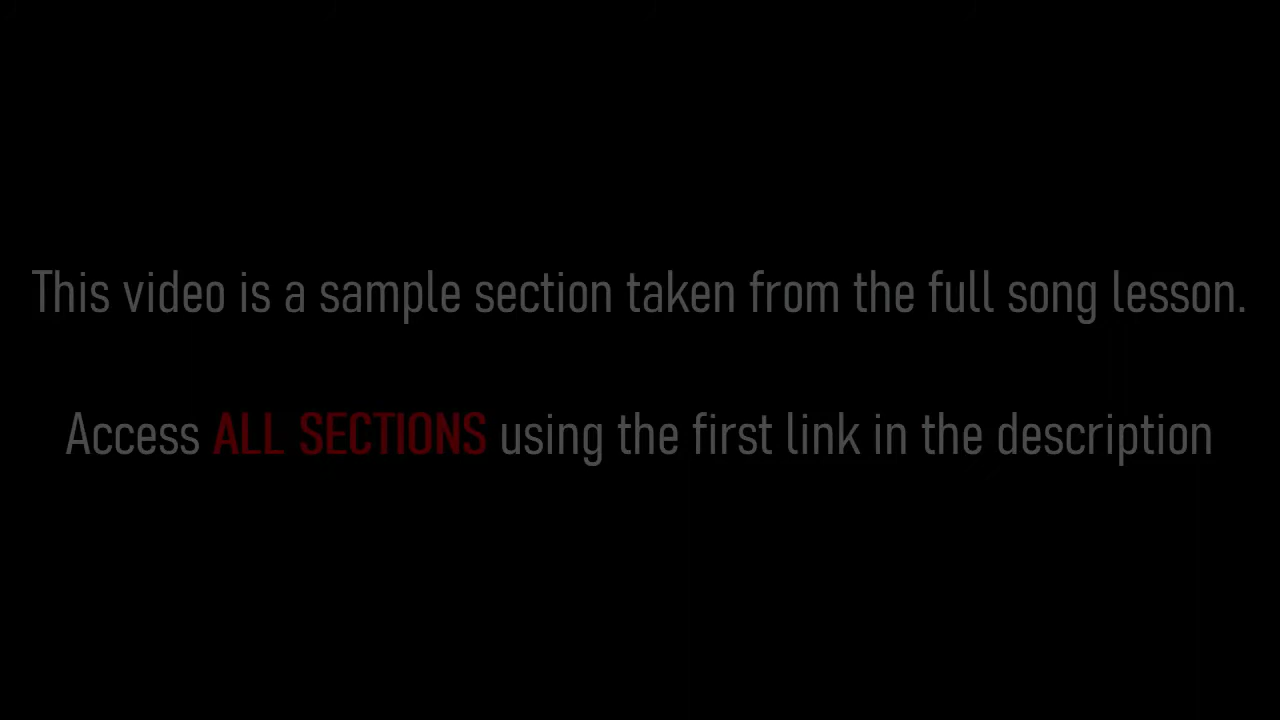 This video is a sample section taken from the full song lesson.
Access ALL SECTIONS using the first link in the description